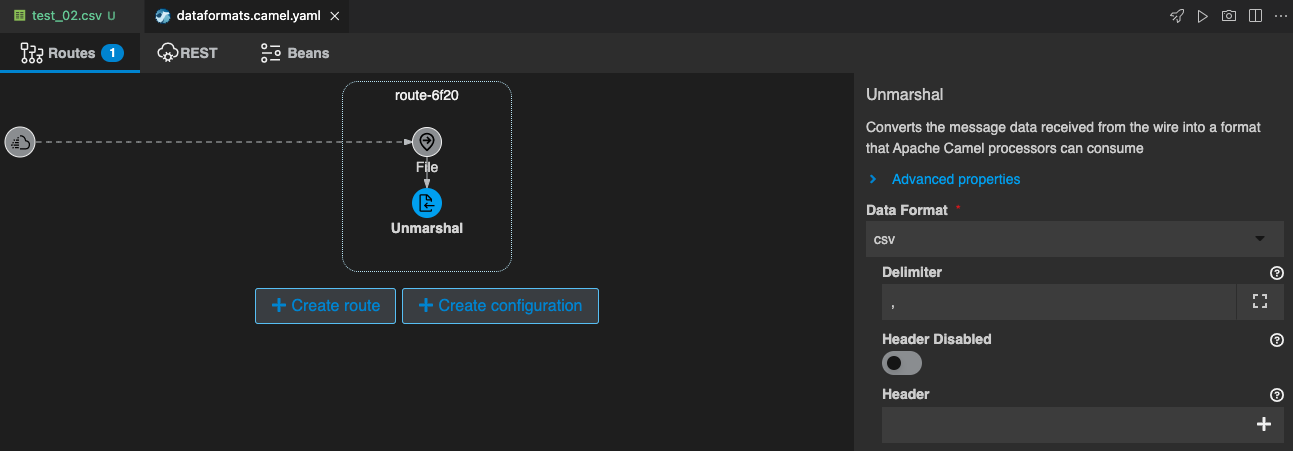 test_02.csv U
dataformats.camel.yaml
Routes 1
REST
Beans
route-6f20
File
Unmarshal
+ Create route
+ Create configuration
Unmarshal
Converts the message data received from the wire into a format
that Apache Camel processors can consume
Advanced properties
Data Format *
csv
Delimiter
,
Header Disabled
Header